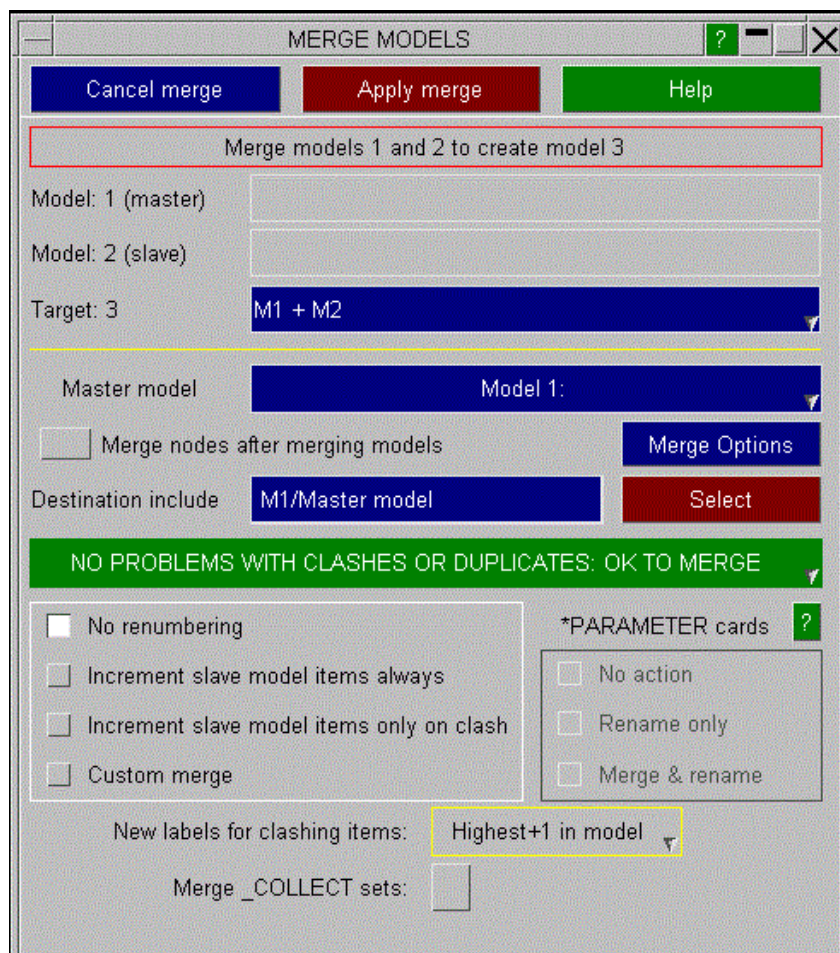 MERGE MODELS ?
Cancel merge Apply merge Help
Merge models 1 and 2 to create model 3
Model: 1 (master)
Model: 2 (slave)
Target: 3 M1 + M2
Master model Model 1:
Merge nodes after merging models Merge Options
Destination include M1/Master model Select
NO PROBLEMS WITH CLASHES OR DUPLICATES: OK TO MERGE
No renumbering *PARAMETER cards ?
Increment slave model items always No action
Increment slave model items only on clash Rename only
Custom merge Merge & rename
New labels for clashing items: Highest+1 in model
Merge _COLLECT sets: